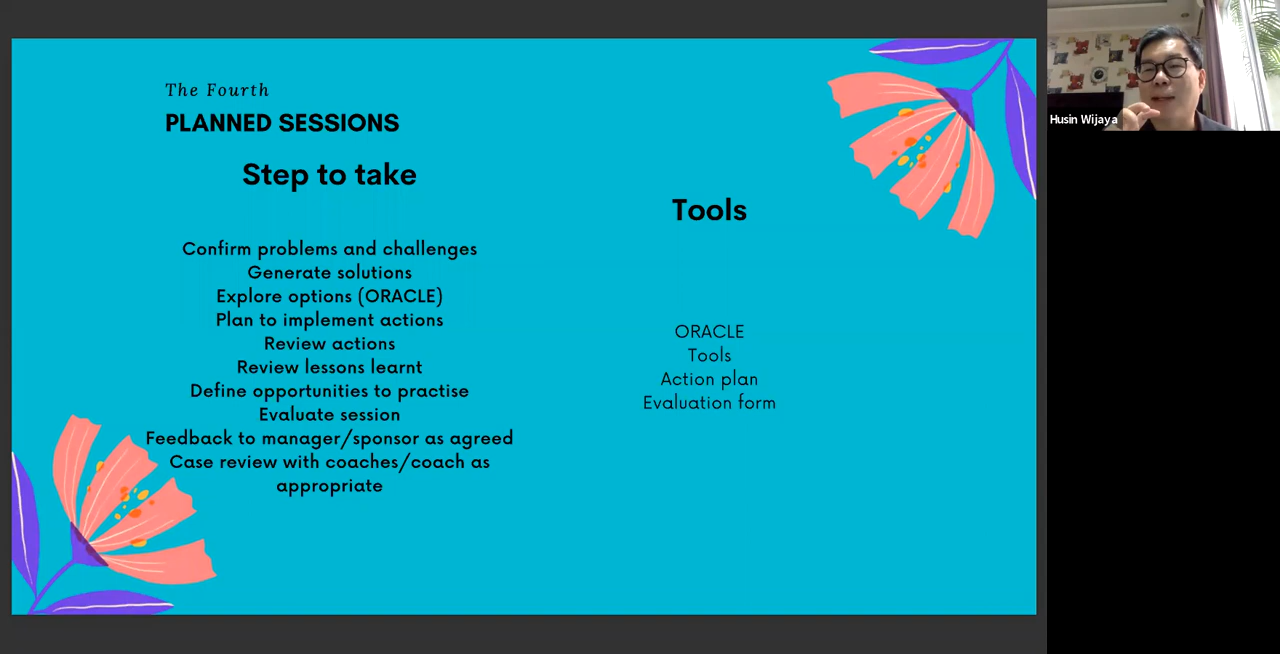 The Fourth
PLANNED SESSIONS
Step to take
Confirm problems and challenges
Generate solutions
Explore options (ORACLE)
Plan to implement actions
Review actions
Review lessons learnt
Define opportunities to practise
Evaluate session
Feedback to manager/sponsor as agreed
Case review with coaches/coach as
appropriate
Tools
ORACLE
Tools
Action plan
Evaluation form
Husin Wijaya